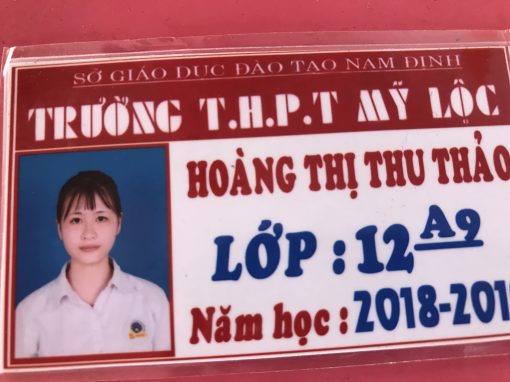 SỞ GIÁO DỤC ĐÀO TẠO NAM ĐỊNH
TRƯỜNG T.H.P.T MỸ LỘC
HOÀNG THỊ THU THẢO
LỚP : 12 A9
Năm học : 2018-201